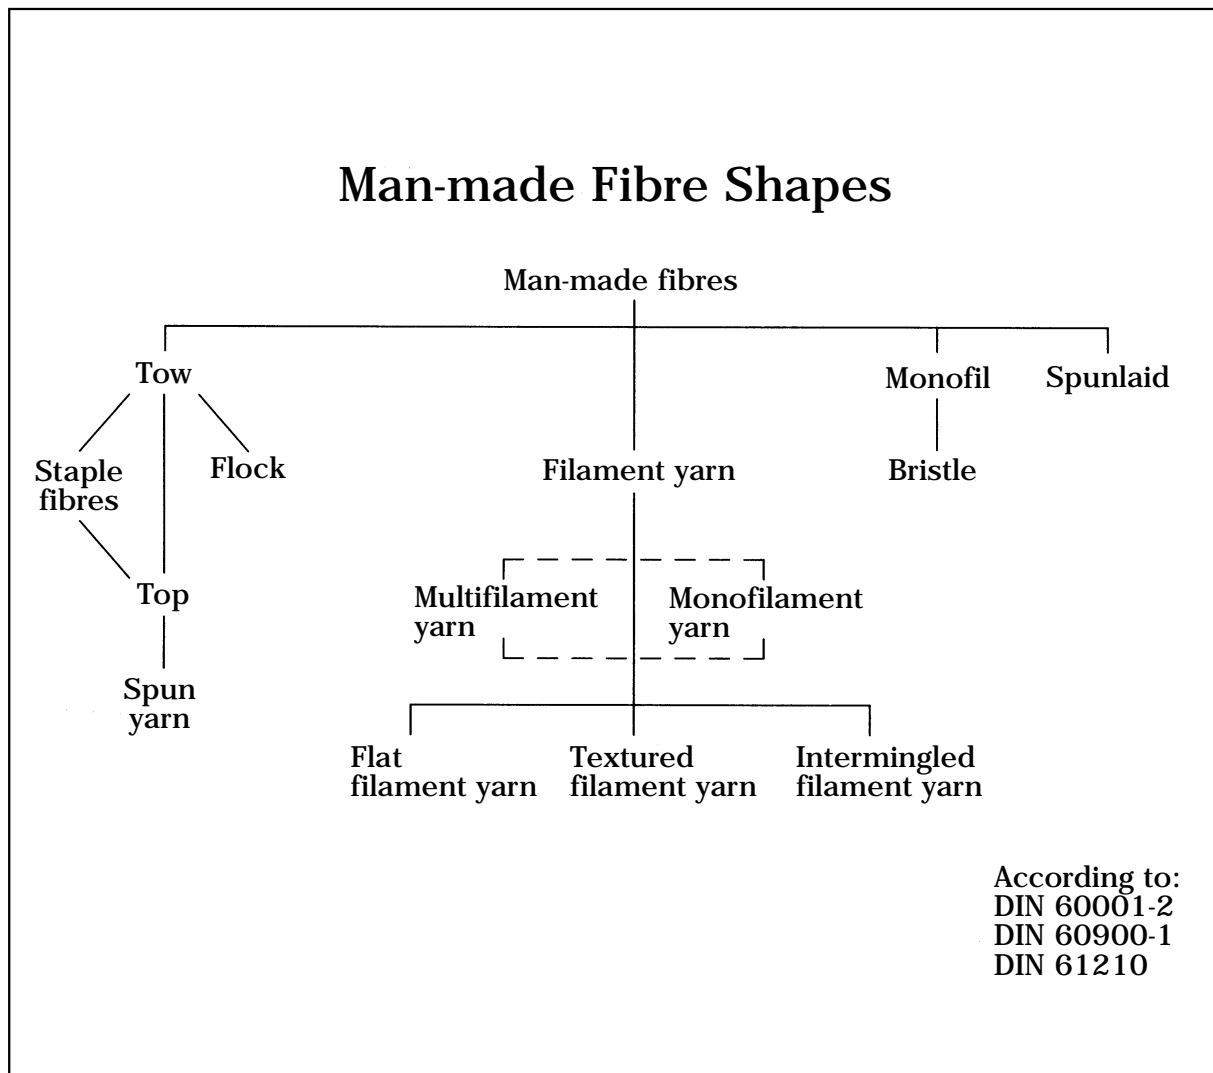 Man-made Fibre Shapes
Man-made fibres
Tow
Monofil
Spunlaid
Staple
fibres
Flock
Filament yarn
Bristle
Top
Multifilament
yarn
Monofilament
yarn
Spun
yarn
Flat
filament yarn
Textured
filament yarn
Intermingled
filament yarn
According to:
DIN 60001-2
DIN 60900-1
DIN 61210